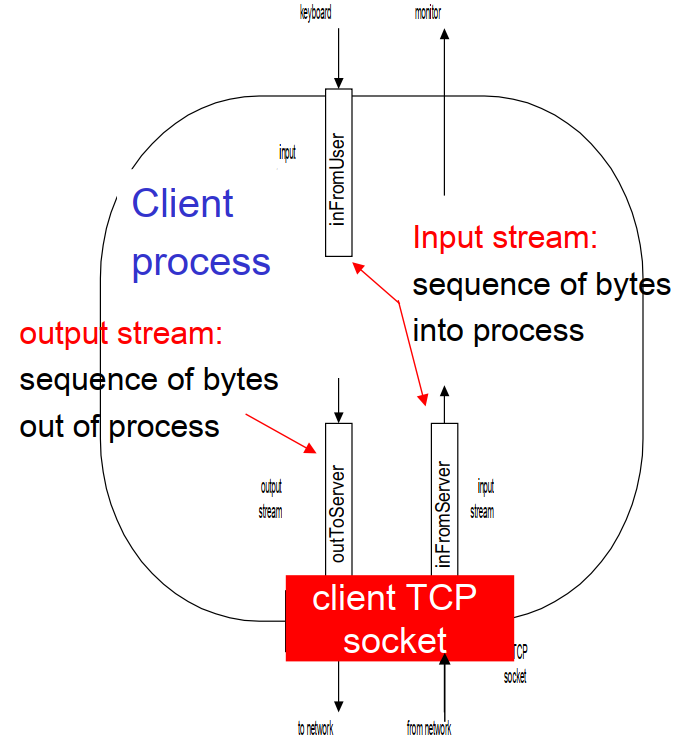 keyboard
monitor
input
inFromUser
Client
process
Input stream:
sequence of bytes
into process
output stream:
sequence of bytes
out of process
output
stream
outToServer
inFromServer
input
stream
client TCP
socket
TCP
socket
to network
from network